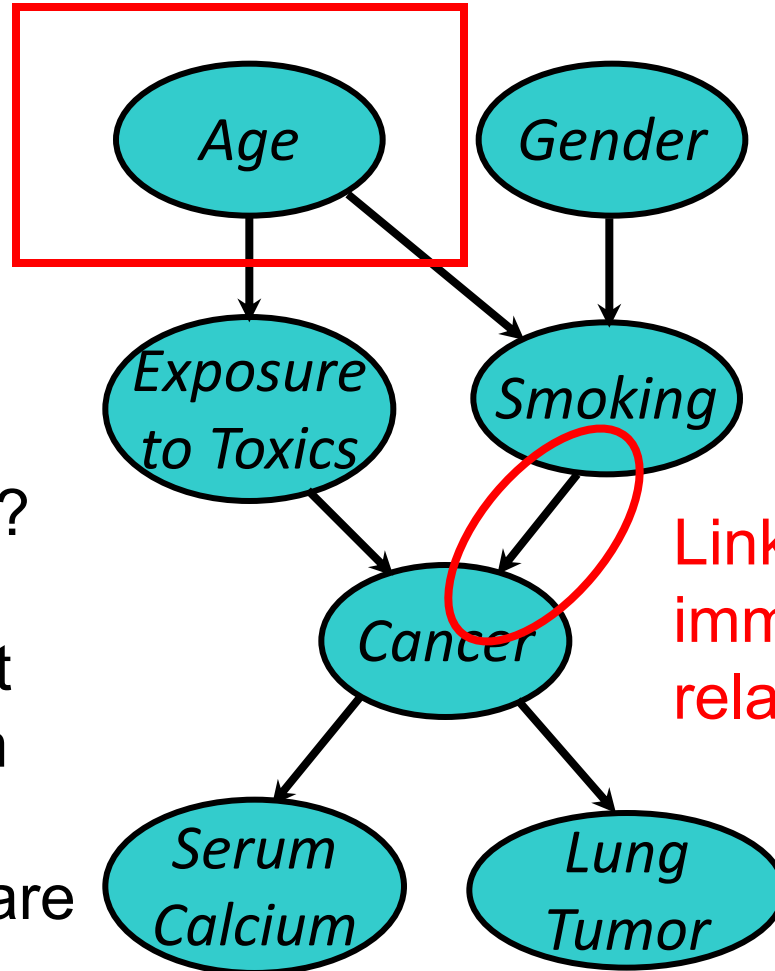 Age
Gender
Exposure
to Toxics
Smoking
?
Link
imm
rela
Cancer
t
n
are
Serum
Calcium
Lung
Tumor